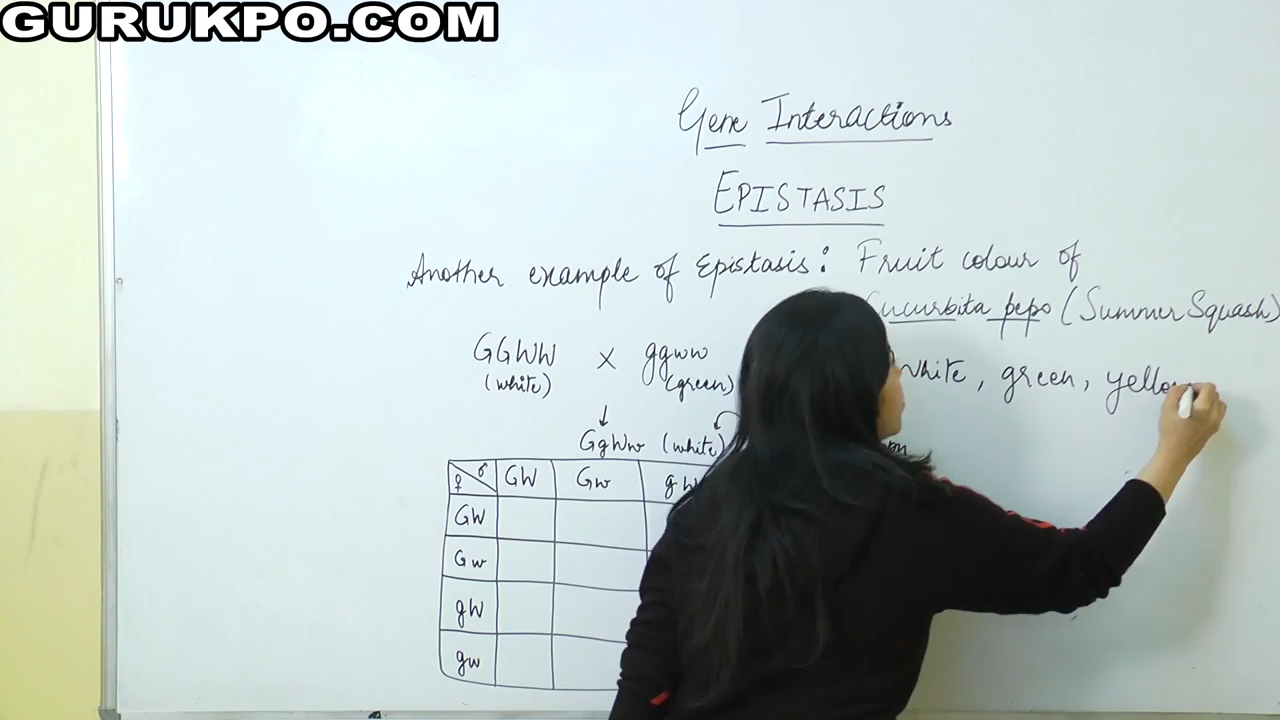 GURUKPO.COM
Gene Interactions
EPISTASIS
Another example of Epistasis: Fruit colour of
Cucurbita pepo (Summer Squash)
GGWW × ggww
(white) (green)
white, green, yellow
↓
GgWw (white)
♀ ♂ GW Gw gW
GW
Gw
gW
gw